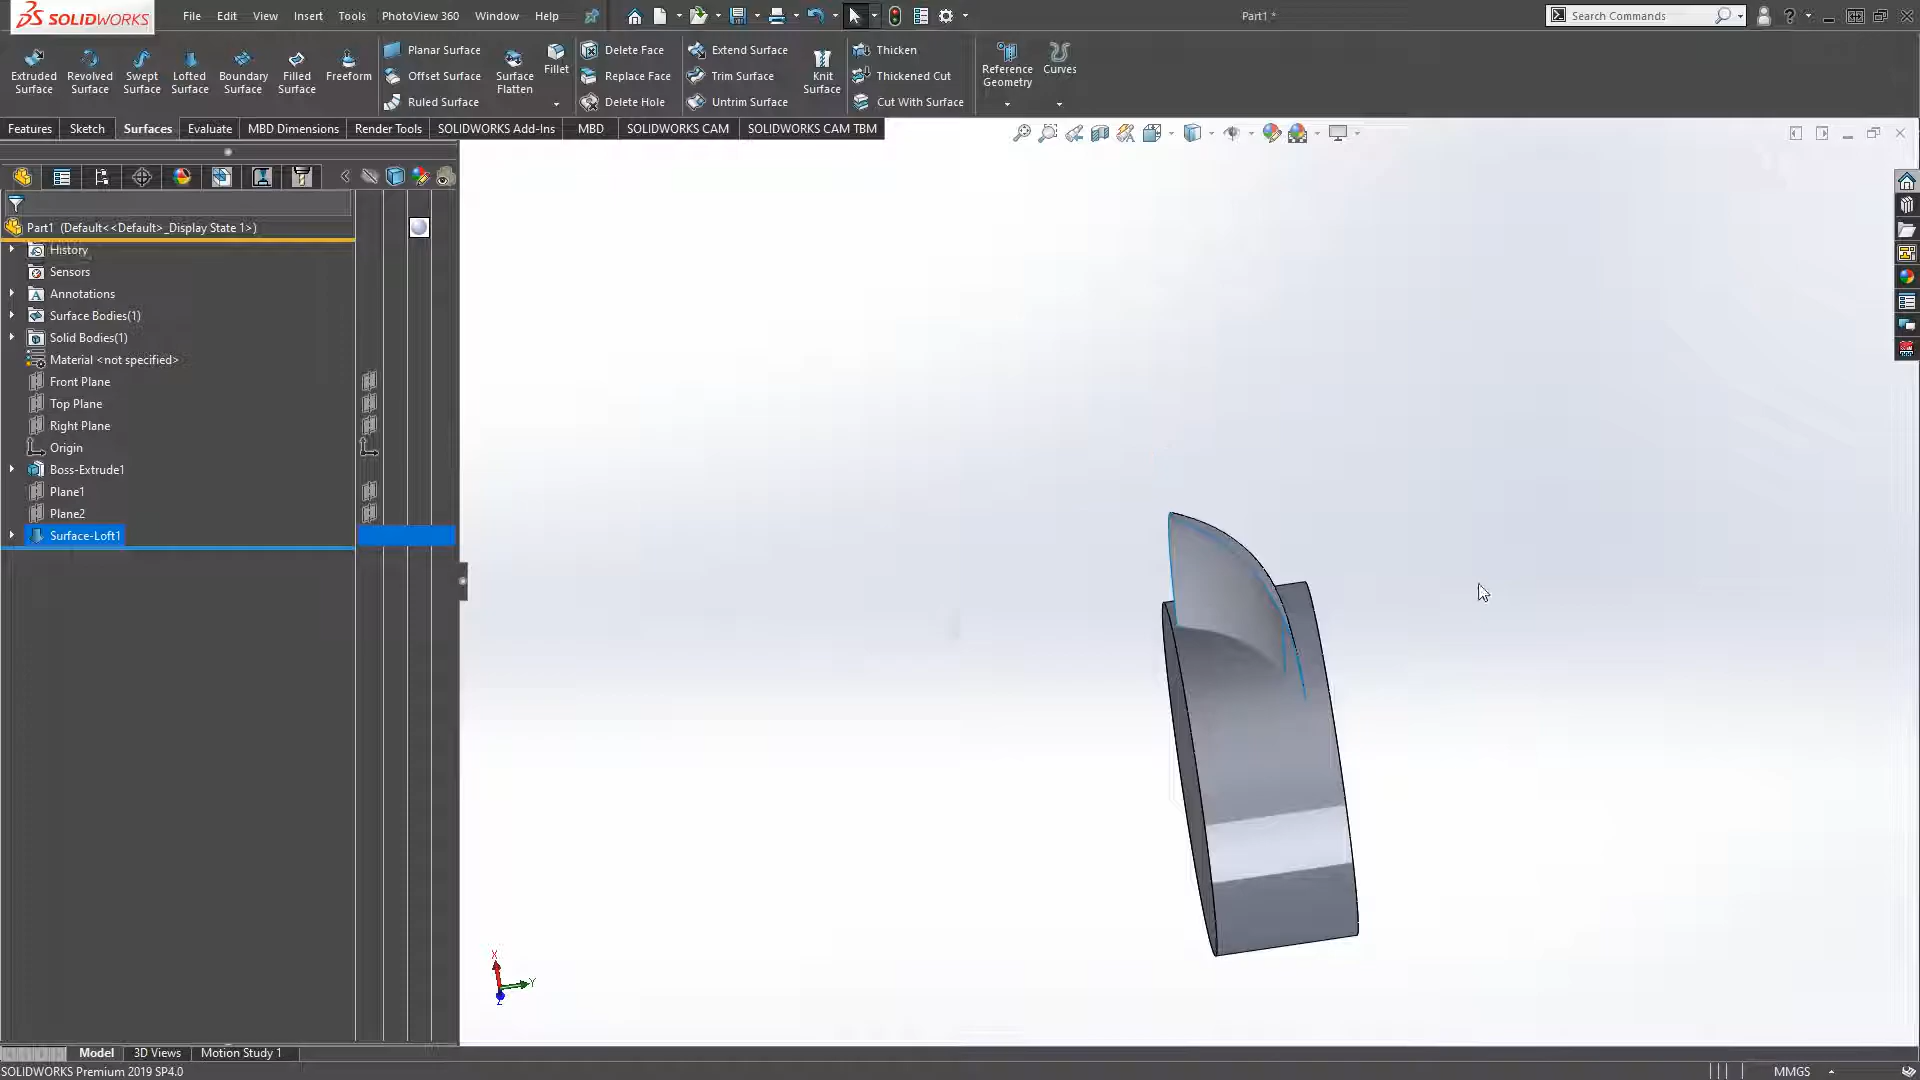 SOLIDWORKS
File Edit View Insert Tools PhotoView 360 Window Help
Part1 *
Search Commands
Extruded Surface
Revolved Surface
Swept Surface
Lofted Surface
Boundary Surface
Filled Surface
Freeform
Planar Surface
Offset Surface
Ruled Surface
Surface Flatten
Fillet
Delete Face
Replace Face
Delete Hole
Extend Surface
Trim Surface
Untrim Surface
Knit Surface
Thicken
Thickened Cut
Cut With Surface
Reference Geometry
Curves
Features Sketch Surfaces Evaluate MBD Dimensions Render Tools SOLIDWORKS Add-Ins MBD SOLIDWORKS CAM SOLIDWORKS CAM TBM
Part1 (Default<<Default>_Display State 1>)
History
Sensors
Annotations
Surface Bodies(1)
Solid Bodies(1)
Material <not specified>
Front Plane
Top Plane
Right Plane
Origin
Boss-Extrude1
Plane1
Plane2
Surface-Loft1
X
Y
Z
Model 3D Views Motion Study 1
SOLIDWORKS Premium 2019 SP4.0
MMGS